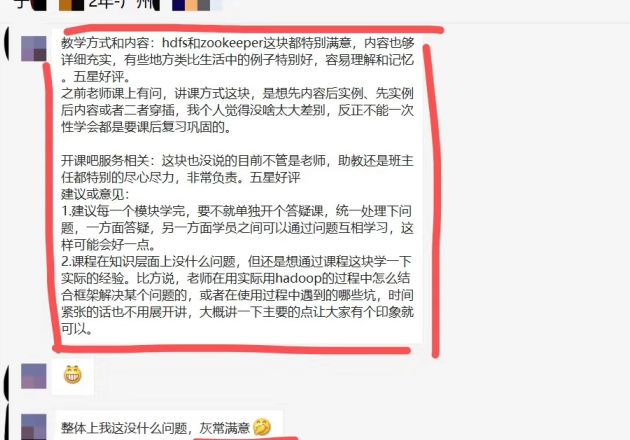 2年-广州
教学方式和内容：hdfs和zookeeper这块都特别满意，内容也够
详细充实，有些地方类比生活中的例子特别好，容易理解和记忆
。五星好评。
之前老师课上有问，讲课方式这块，是想先内容后实例、先实例
后内容或者二者穿插，我个人觉得没啥太大差别，反正不能一次
性学会都是要课后复习巩固的。
开课吧服务相关：这块也没说的目前不管是老师，助教还是班主
任都特别的尽心尽力，非常负责。五星好评
建议或意见：
1.建议每一个模块学完，要不就单独开个答疑课，统一处理下问
题，一方面答疑，另一方面学员之间可以通过问题互相学习，这
样可能会好一点。
2.课程在知识层面上没什么问题，但还是想通过课程这块学一下
实际的经验。比方说，老师在用实际用hadoop的过程中怎么结
合框架解决某个问题的，或者在使用过程中遇到的哪些坑，时间
紧张的话也不用展开讲，大概讲一下主要的点让大家有个印象就
可以。
整体上我这没什么问题，灰常满意